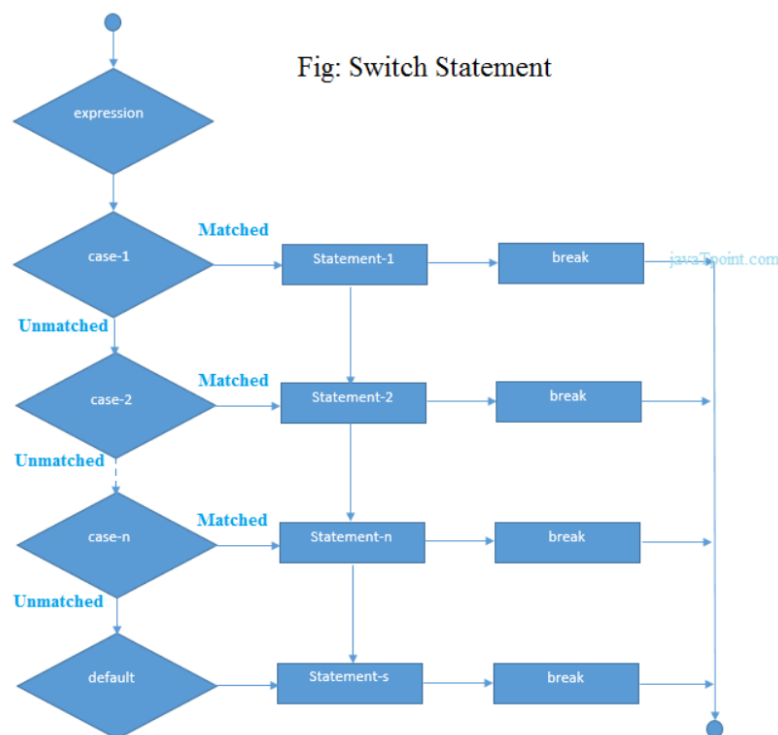 Fig: Switch Statement
expression
Matched
case-1
Statement-1
break
javaTpoint.com
Unmatched
Matched
case-2
Statement-2
break
Unmatched
Matched
case-n
Statement-n
break
Unmatched
default
Statement-s
break